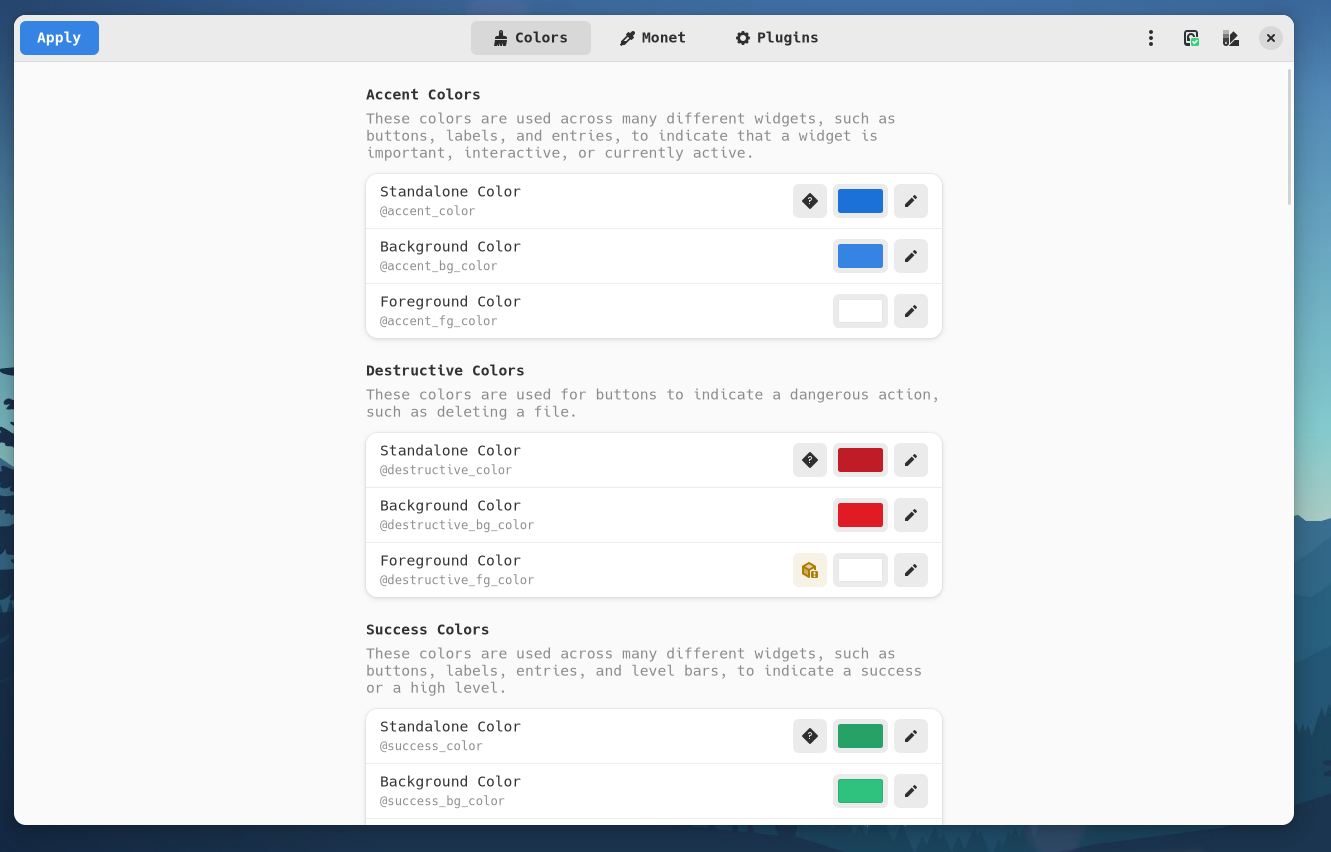 Apply
Colors
Monet
Plugins
Accent Colors
These colors are used across many different widgets, such as
buttons, labels, and entries, to indicate that a widget is
important, interactive, or currently active.
Standalone Color
@accent_color
Background Color
@accent_bg_color
Foreground Color
@accent_fg_color
Destructive Colors
These colors are used for buttons to indicate a dangerous action,
such as deleting a file.
Standalone Color
@destructive_color
Background Color
@destructive_bg_color
Foreground Color
@destructive_fg_color
Success Colors
These colors are used across many different widgets, such as
buttons, labels, entries, and level bars, to indicate a success
or a high level.
Standalone Color
@success_color
Background Color
@success_bg_color